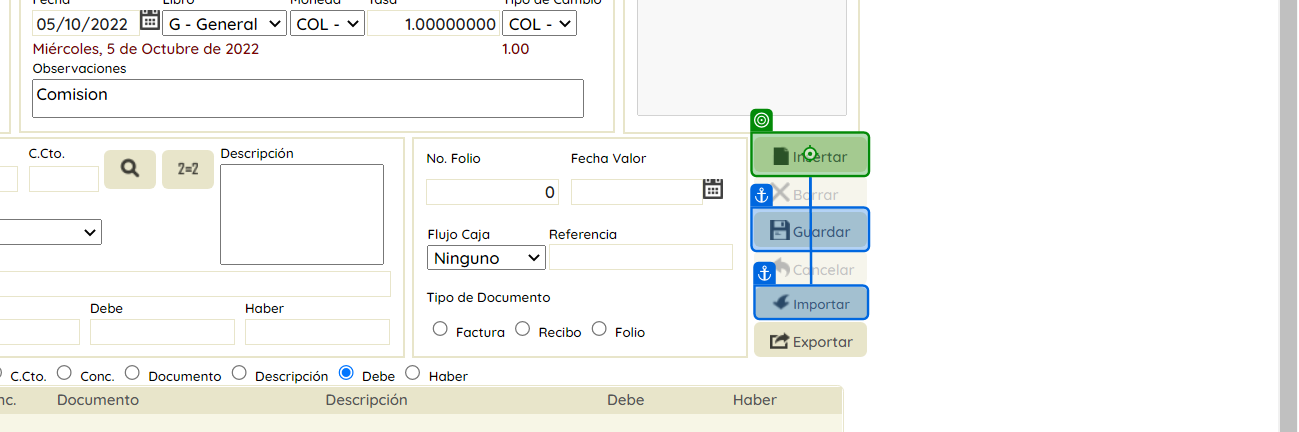 Fecha Libro Moneda Tasa Tipo de Cambio
05/10/2022 G - General COL - 1.00000000 COL -
Miércoles, 5 de Octubre de 2022 1.00
Observaciones
Comision
C.Cto. 2=2 Descripción
No. Folio Fecha Valor
0
Flujo Caja Referencia
Ninguno
Tipo de Documento
Factura Recibo Folio
Debe Haber
Insertar
Borrar
Guardar
Cancelar
Importar
Exportar
C.Cto. Conc. Documento Descripción Debe Haber
nc. Documento Descripción Debe Haber